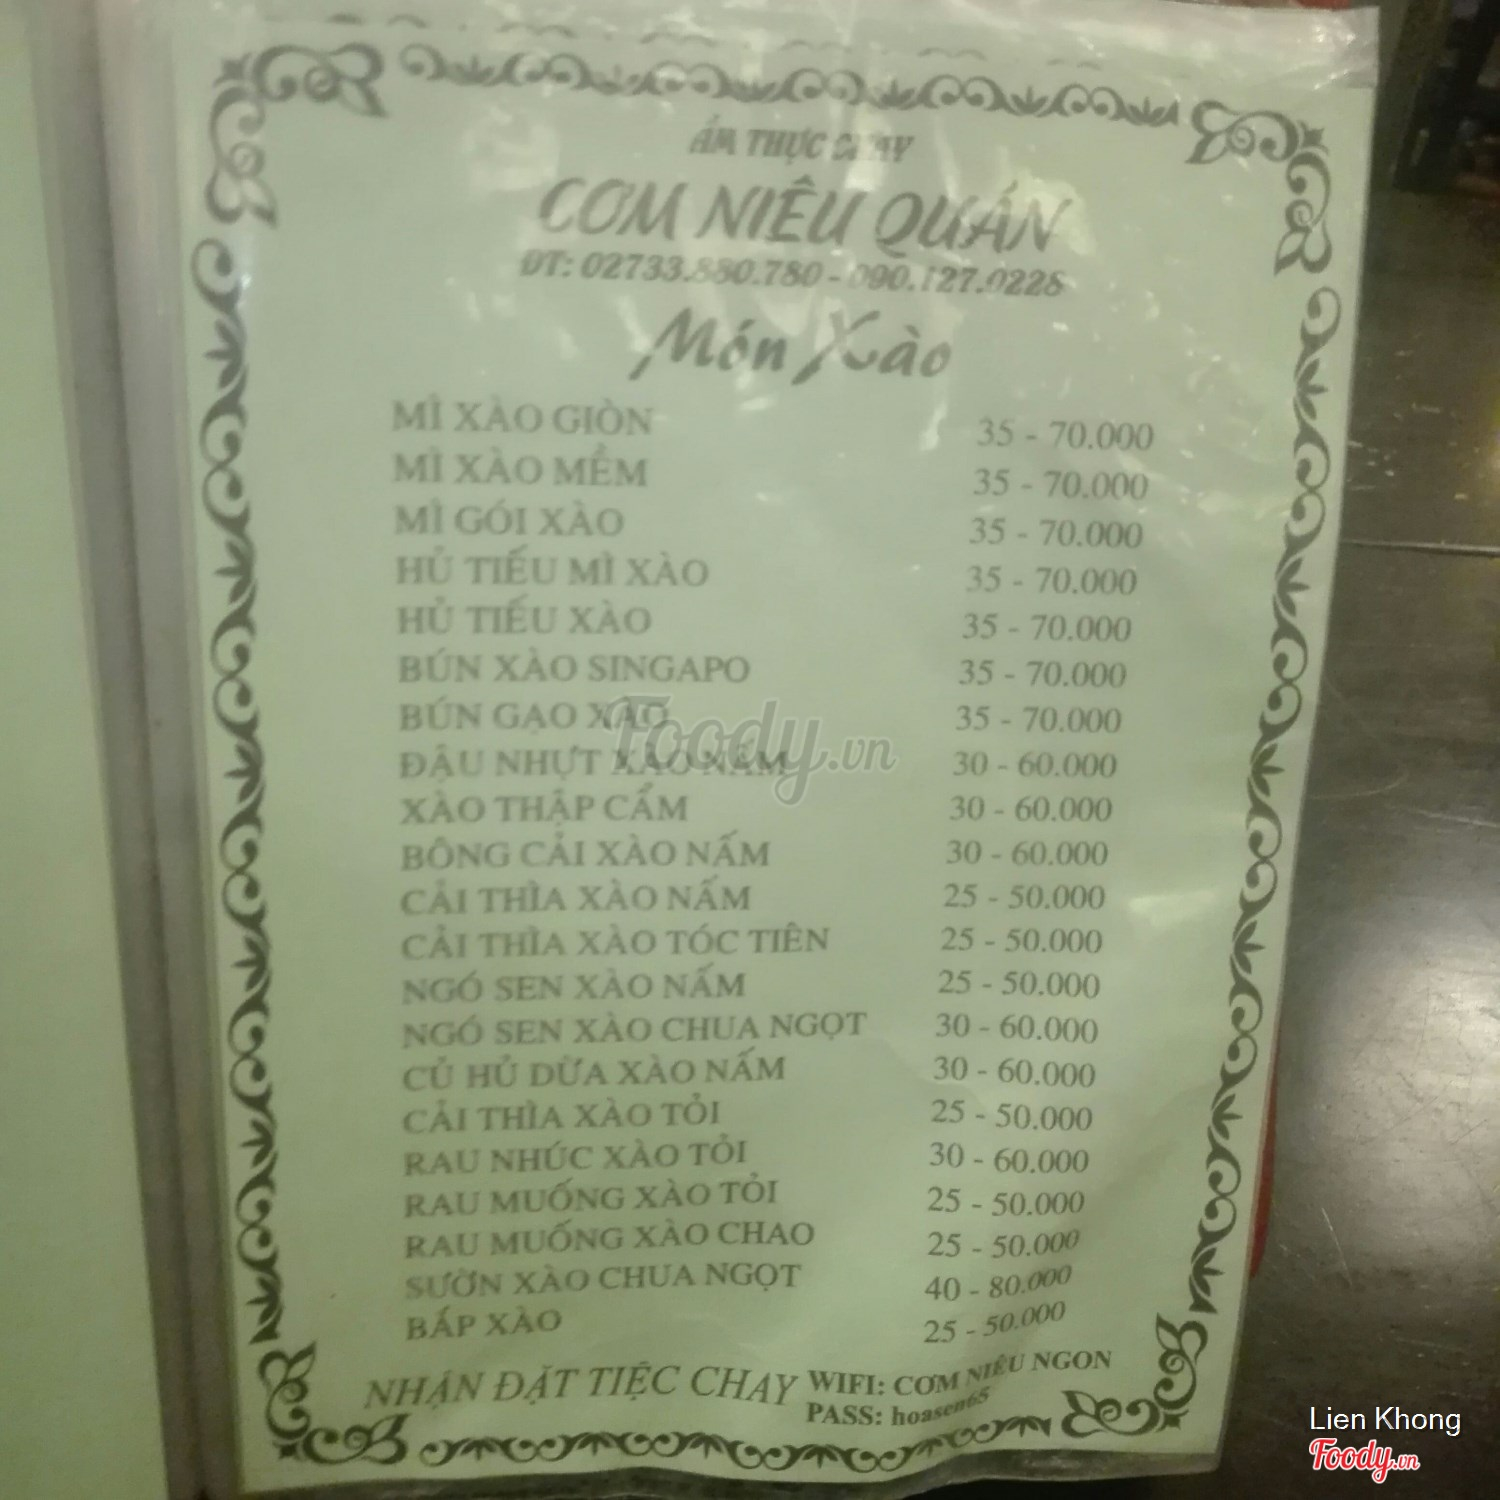 ẨM THỰC CHAY
CƠM NIÊU QUÁN
ĐT: 02733.880.780 - 090.127.0228
Món Xào
MÌ XÀO GIÒN 35 - 70.000
MÌ XÀO MỀM 35 - 70.000
MÌ GÓI XÀO 35 - 70.000
HỦ TIẾU MÌ XÀO 35 - 70.000
HỦ TIẾU XÀO 35 - 70.000
BÚN XÀO SINGAPO 35 - 70.000
BÚN GẠO XÀO 35 - 70.000
ĐẬU NHỰT XÀO NẤM 30 - 60.000
XÀO THẬP CẨM 30 - 60.000
BÔNG CẢI XÀO NẤM 30 - 60.000
CẢI THÌA XÀO NẤM 25 - 50.000
CẢI THÌA XÀO TÓC TIÊN 25 - 50.000
NGÓ SEN XÀO NẤM 25 - 50.000
NGÓ SEN XÀO CHUA NGỌT 30 - 60.000
CỦ HỦ DỪA XÀO NẤM 30 - 60.000
CẢI THÌA XÀO TỎI 25 - 50.000
RAU NHÚC XÀO TỎI 30 - 60.000
RAU MUỐNG XÀO TỎI 25 - 50.000
RAU MUỐNG XÀO CHAO 25 - 50.000
SƯỜN XÀO CHUA NGỌT 40 - 80.000
BẮP XÀO 25 - 50.000
NHẬN ĐẶT TIỆC CHAY WIFI: CƠM NIÊU NGON
PASS: hoasen65
Foody.vn
Lien Khong
Foody.vn